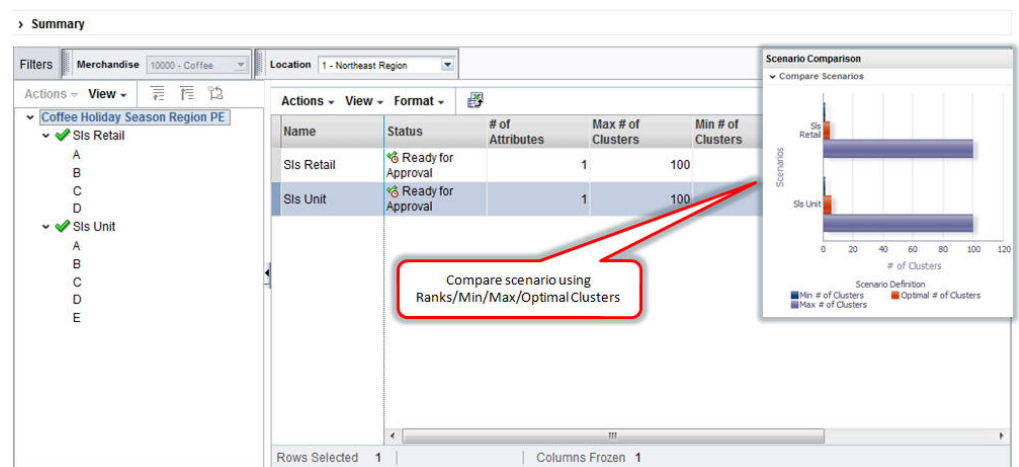 Summary
Filters Merchandise 10000 - Coffee Location 1 - Northeast Region
Actions View
Coffee Holiday Season Region PE
Sls Retail
A
B
C
D
Sls Unit
A
B
C
D
E
Actions View Format
Name Status # of Attributes Max # of Clusters Min # of Clusters
Sls Retail Ready for Approval 1 100
Sls Unit Ready for Approval 1 100
Compare scenario using
Ranks/Min/Max/Optimal Clusters
Rows Selected 1 Columns Frozen 1
Scenario Comparison
Compare Scenarios
Scenarios
Sls
Retail
Sls Unit
0 20 40 60 80 100 120
# of Clusters
Scenario Definition
Min # of Clusters Optimal # of Clusters
Max # of Clusters